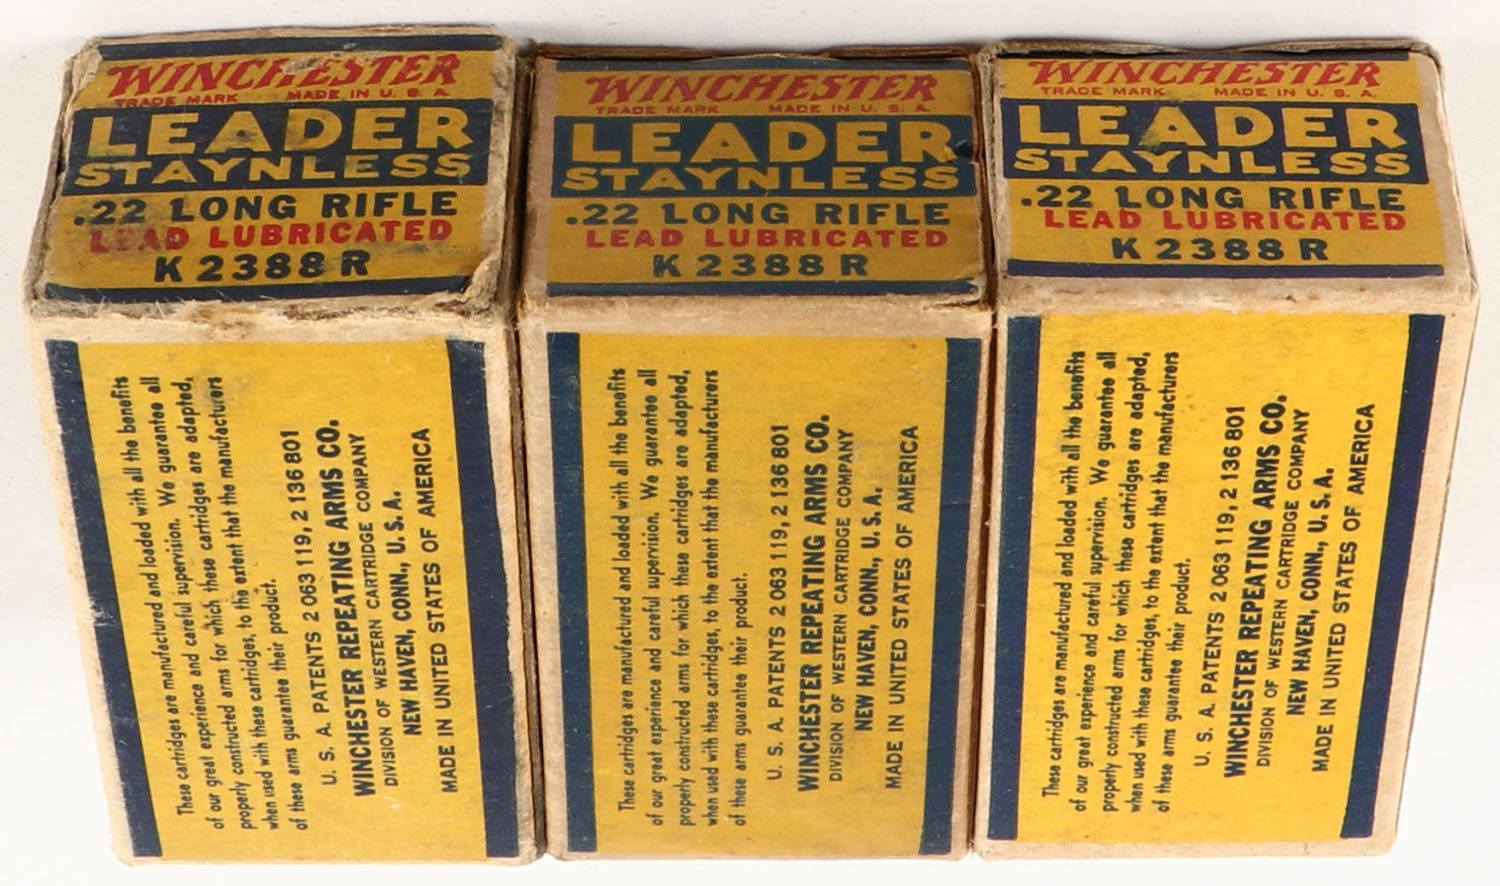 WINCHESTER
TRADE MARK MADE IN U. S. A.
LEADER
STAYNLESS
.22 LONG RIFLE
LEAD LUBRICATED
K 2388 R
These cartridges are manufactured and loaded with all the benefits
of our great experience and careful supervision. We guarantee all
properly constructed arms for which these cartridges are adapted,
when used with these cartridges, to the extent that the manufacturers
of these arms guarantee their product.
U. S. A. PATENTS 2 063 119, 2 136 801
WINCHESTER REPEATING ARMS CO.
DIVISION OF WESTERN CARTRIDGE COMPANY
NEW HAVEN, CONN., U. S. A.
MADE IN UNITED STATES OF AMERICA
WINCHESTER
TRADE MARK MADE IN U. S. A.
LEADER
STAYNLESS
.22 LONG RIFLE
LEAD LUBRICATED
K 2388 R
These cartridges are manufactured and loaded with all the benefits
of our great experience and careful supervision. We guarantee all
properly constructed arms for which these cartridges are adapted,
when used with these cartridges, to the extent that the manufacturers
of these arms guarantee their product.
U. S. A. PATENTS 2 063 119, 2 136 801
WINCHESTER REPEATING ARMS CO.
DIVISION OF WESTERN CARTRIDGE COMPANY
NEW HAVEN, CONN., U. S. A.
MADE IN UNITED STATES OF AMERICA
WINCHESTER
TRADE MARK MADE IN U. S. A.
LEADER
STAYNLESS
.22 LONG RIFLE
LEAD LUBRICATED
K 2388 R
These cartridges are manufactured and loaded with all the benefits
of our great experience and careful supervision. We guarantee all
properly constructed arms for which these cartridges are adapted,
when used with these cartridges, to the extent that the manufacturers
of these arms guarantee their product.
U. S. A. PATENTS 2 063 119, 2 136 801
WINCHESTER REPEATING ARMS CO.
DIVISION OF WESTERN CARTRIDGE COMPANY
NEW HAVEN, CONN., U. S. A.
MADE IN UNITED STATES OF AMERICA